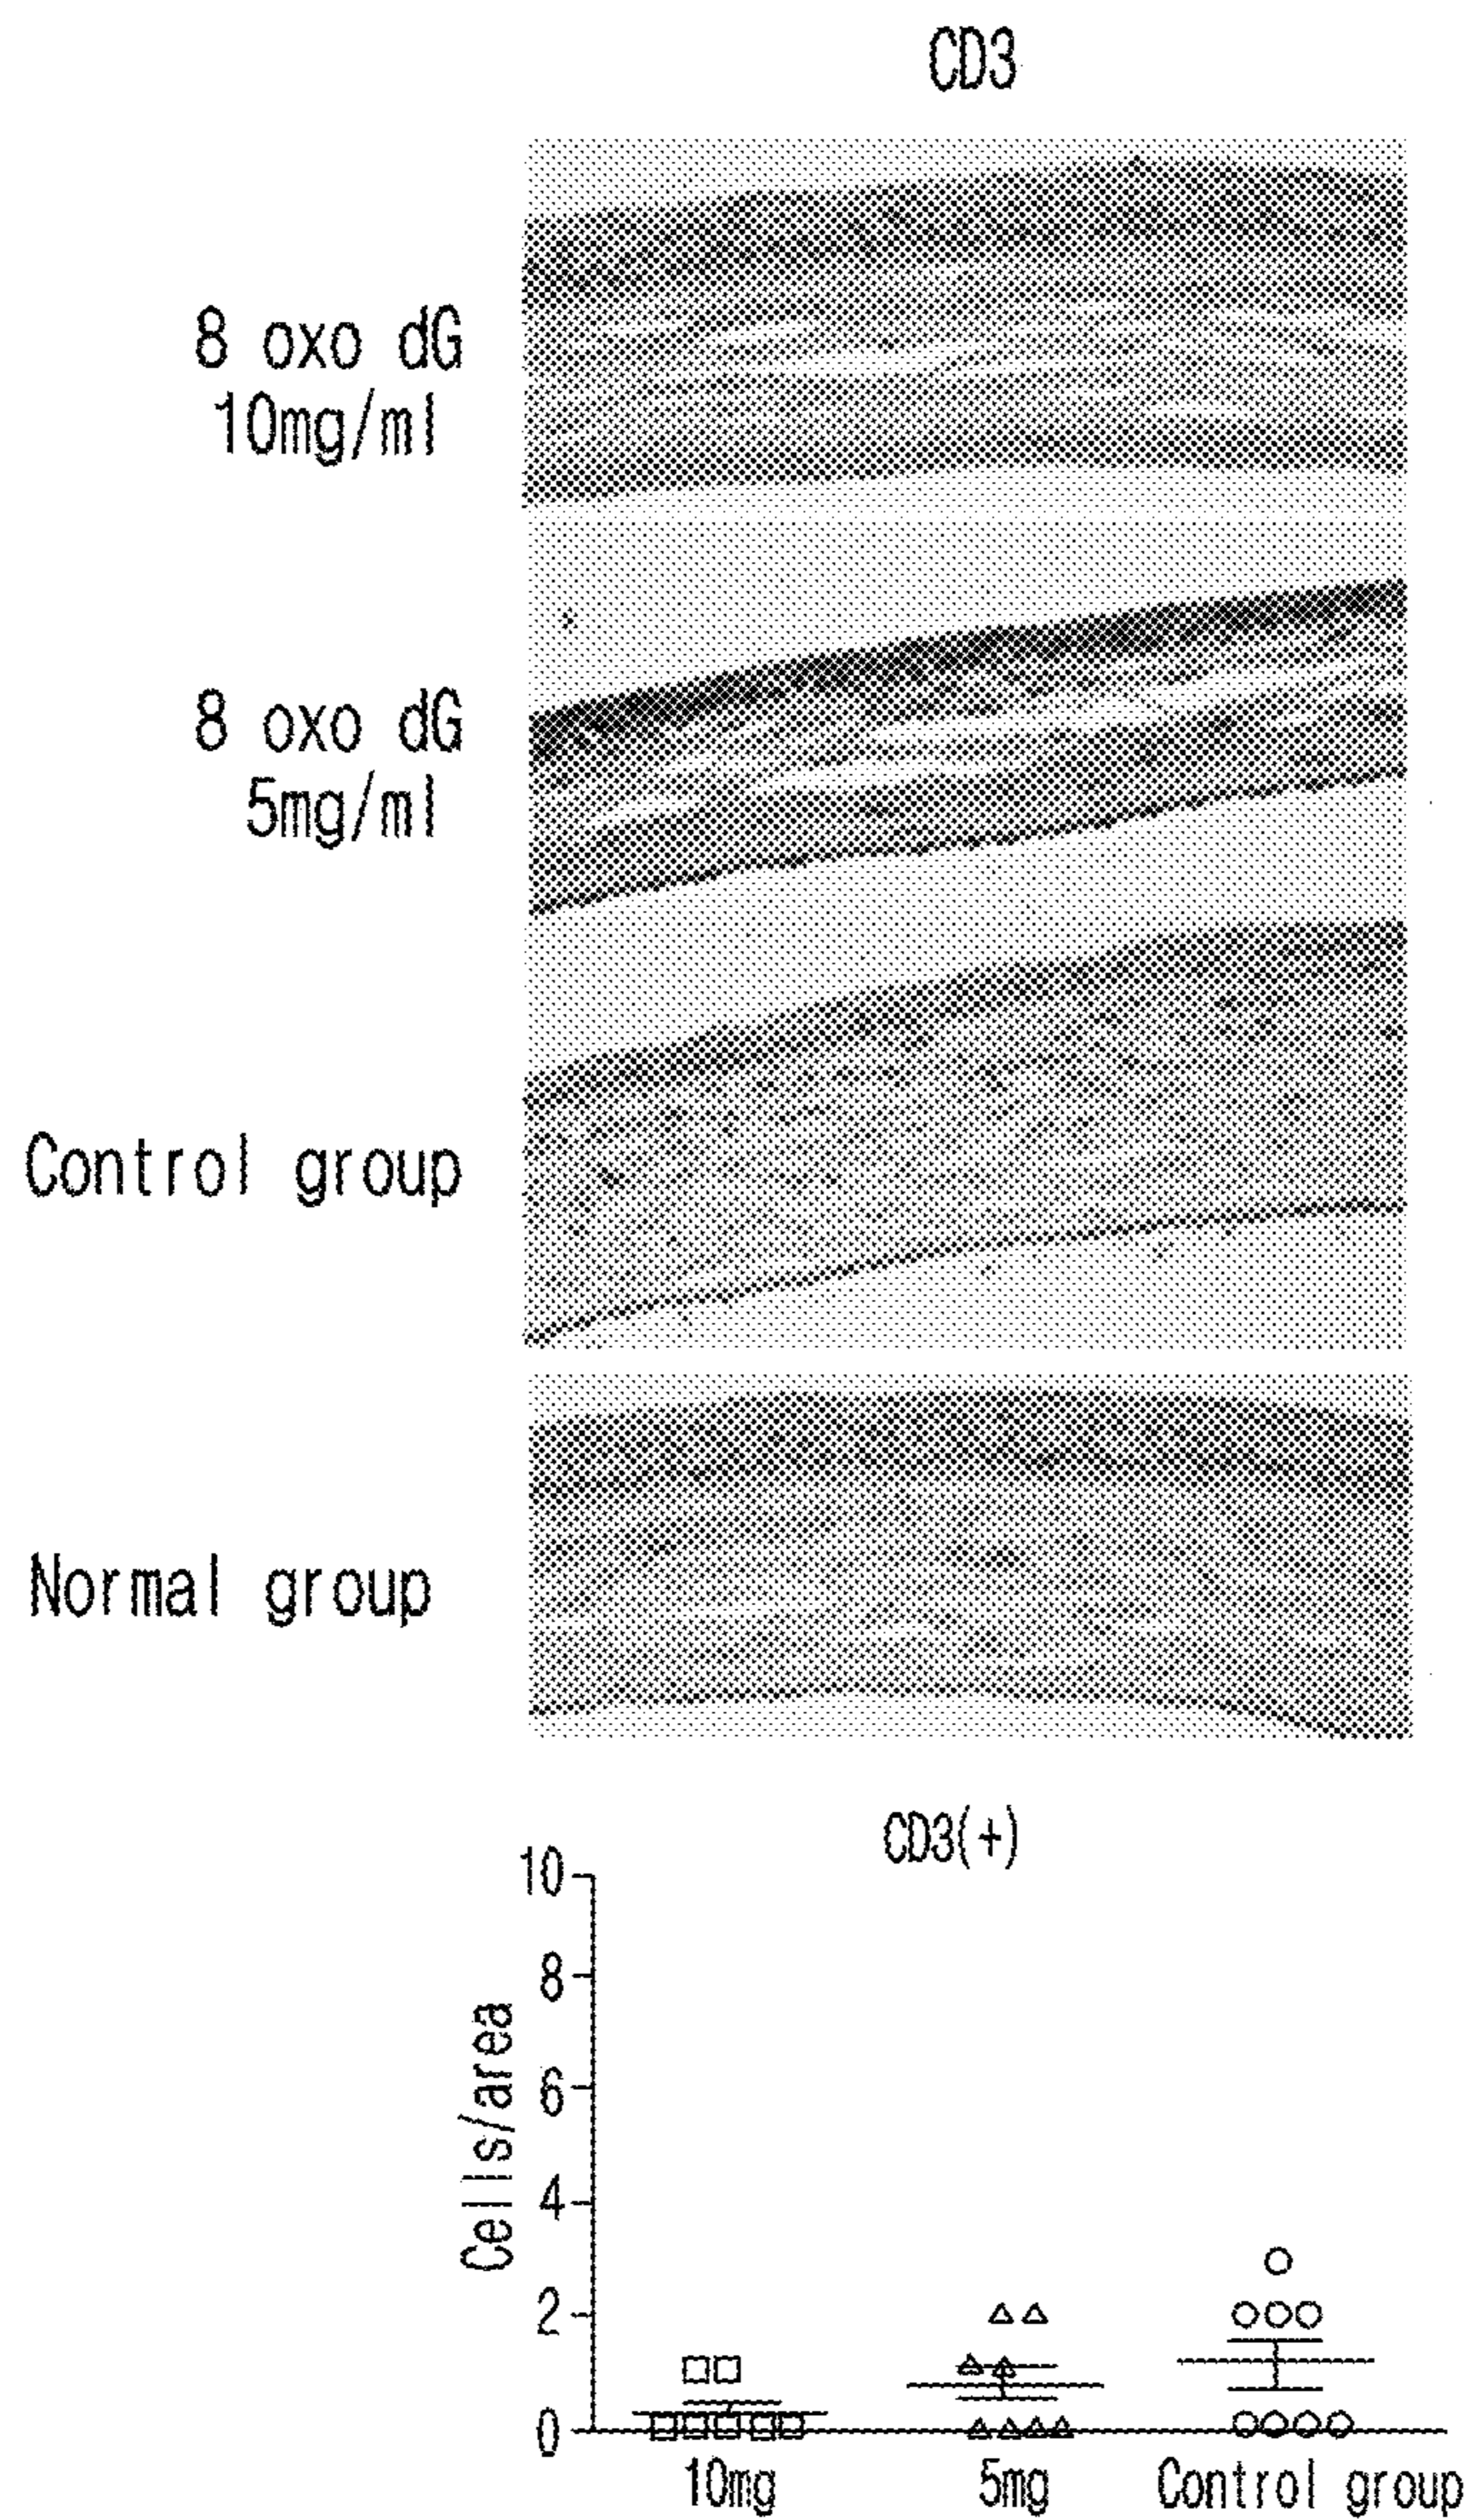 CD3
8 oxo dG
10mg/ml
8 oxo dG
5mg/ml
Control group
Normal group
CD3(+)
Cells/area
10
8
6
4
2
0
10mg
5mg
Control group